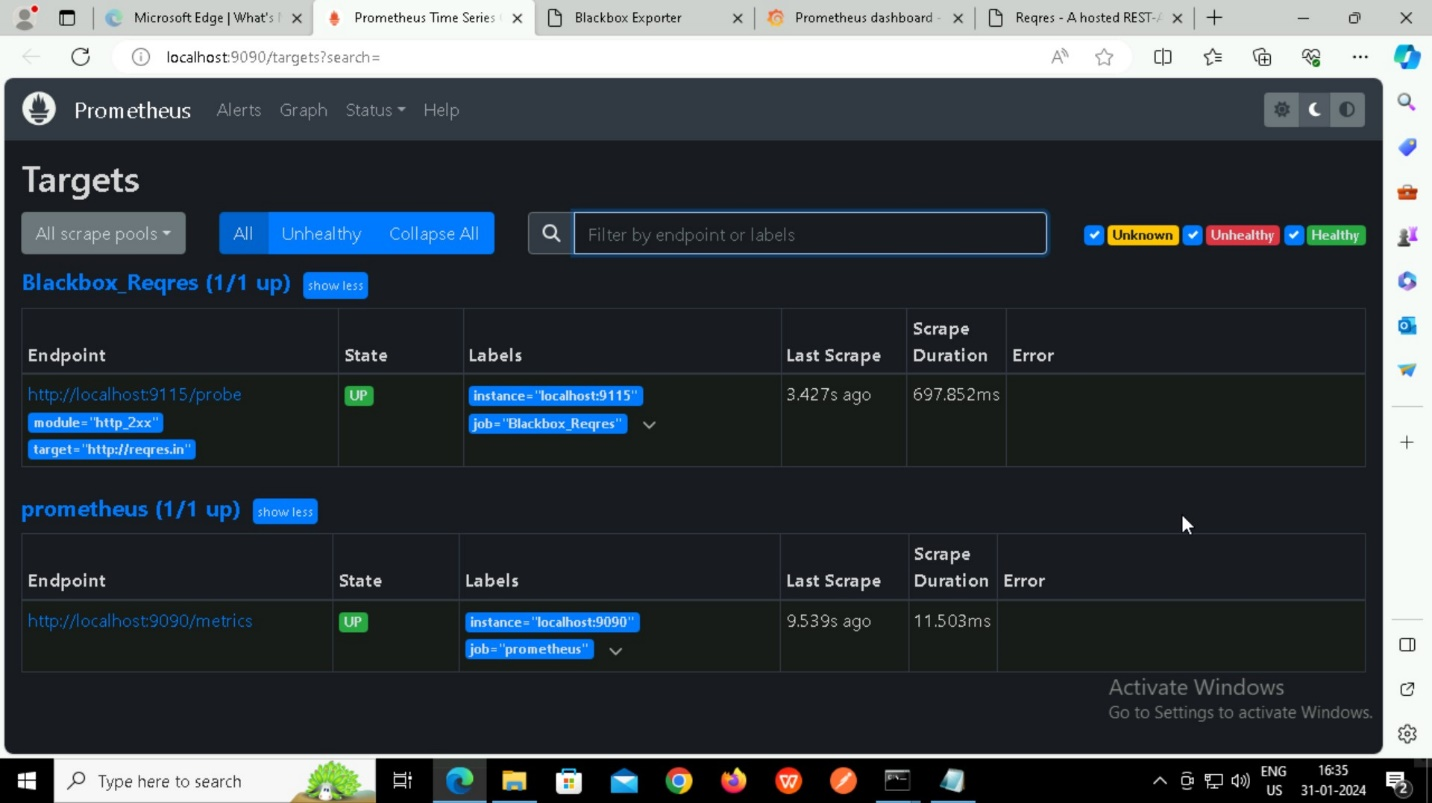 Microsoft Edge | What's
Prometheus Time Series
Blackbox Exporter
Prometheus dashboard -
Reqres - A hosted REST-
localhost:9090/targets?search=
Prometheus
Alerts
Graph
Status
Help
Targets
All scrape pools
All
Unhealthy
Collapse All
Filter by endpoint or labels
Unknown
Unhealthy
Healthy
Blackbox_Reqres (1/1 up)
show less
Endpoint
State
Labels
Last Scrape
Scrape
Duration
Error
http://localhost:9115/probe
module="http_2xx"
target="http://reqres.in"
UP
instance="localhost:9115"
job="Blackbox_Reqres"
3.427s ago
697.852ms
prometheus (1/1 up)
show less
Endpoint
State
Labels
Last Scrape
Scrape
Duration
Error
http://localhost:9090/metrics
UP
instance="localhost:9090"
job="prometheus"
9.539s ago
11.503ms
Activate Windows
Go to Settings to activate Windows.
Type here to search
ENG
US
16:35
31-01-2024
2